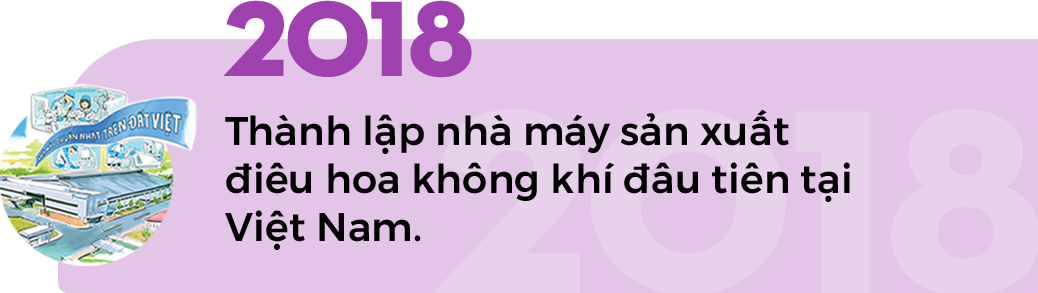 2018
Thành lập nhà máy sản xuất
điêu hoa không khí đâu tiên tại
Việt Nam.
TRÊN ĐẤT VIỆT
2018